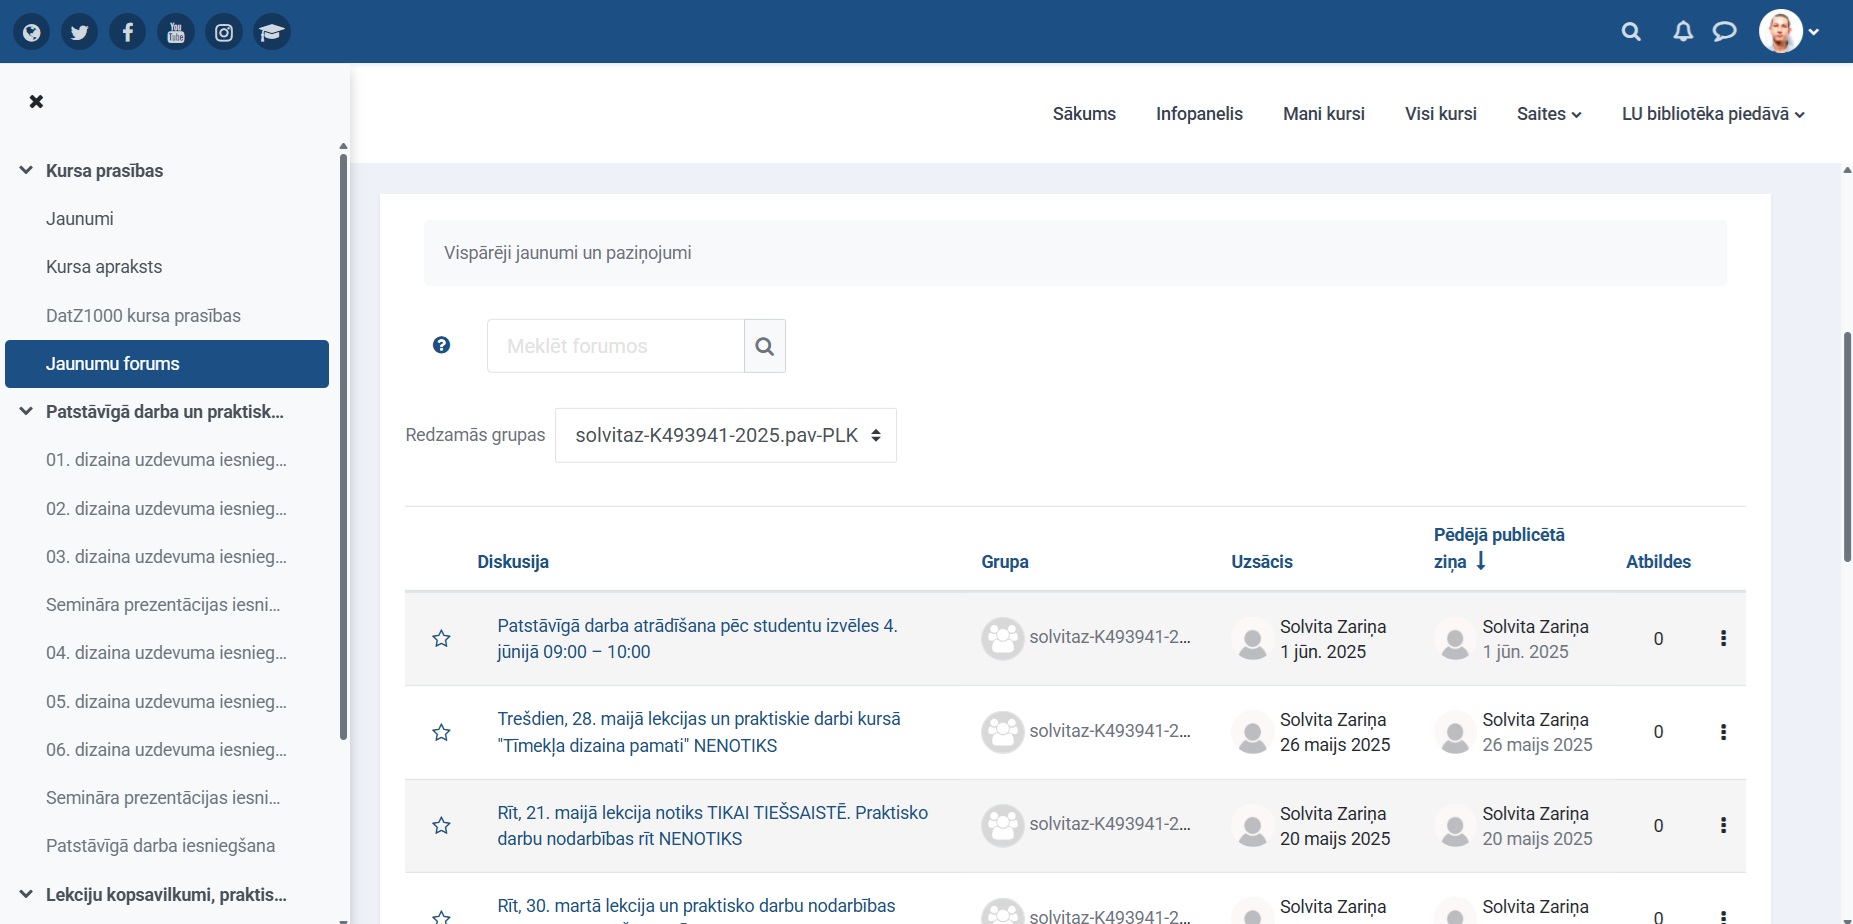 You
Tube
Sākums
Infopanelis
Mani kursi
Visi kursi
Saites
LU bibliotēka piedāvā
Kursa prasības
Jaunumi
Kursa apraksts
DatZ1000 kursa prasības
Jaunumu forums
Patstāvīgā darba un praktisk...
01. dizaina uzdevuma iesnieg...
02. dizaina uzdevuma iesnieg...
03. dizaina uzdevuma iesnieg...
Semināra prezentācijas iesni...
04. dizaina uzdevuma iesnieg...
05. dizaina uzdevuma iesnieg...
06. dizaina uzdevuma iesnieg...
Semināra prezentācijas iesni...
Patstāvīgā darba iesniegšana
Lekciju kopsavilkumi, praktis...
Vispārēji jaunumi un paziņojumi
Meklēt forumos
Redzamās grupas
solvitaz-K493941-2025.pav-PLK
Diskusija
Grupa
Uzsācis
Pēdējā publicētā
ziņa
Atbildes
Patstāvīgā darba atrādīšana pēc studentu izvēles 4.
jūnijā 09:00 – 10:00
solvitaz-K493941-2...
Solvita Zariņa
1 jūn. 2025
Solvita Zariņa
1 jūn. 2025
0
Trešdien, 28. maijā lekcijas un praktiskie darbi kursā
"Tīmekļa dizaina pamati" NENOTIKS
solvitaz-K493941-2...
Solvita Zariņa
26 maijs 2025
Solvita Zariņa
26 maijs 2025
0
Rīt, 21. maijā lekcija notiks TIKAI TIEŠSAISTĒ. Praktisko
darbu nodarbības rīt NENOTIKS
solvitaz-K493941-2...
Solvita Zariņa
20 maijs 2025
Solvita Zariņa
20 maijs 2025
0
Rīt, 30. martā lekcija un praktisko darbu nodarbības
solvitaz-K493941-2...
Solvita Zariņa
Solvita Zariņa
0